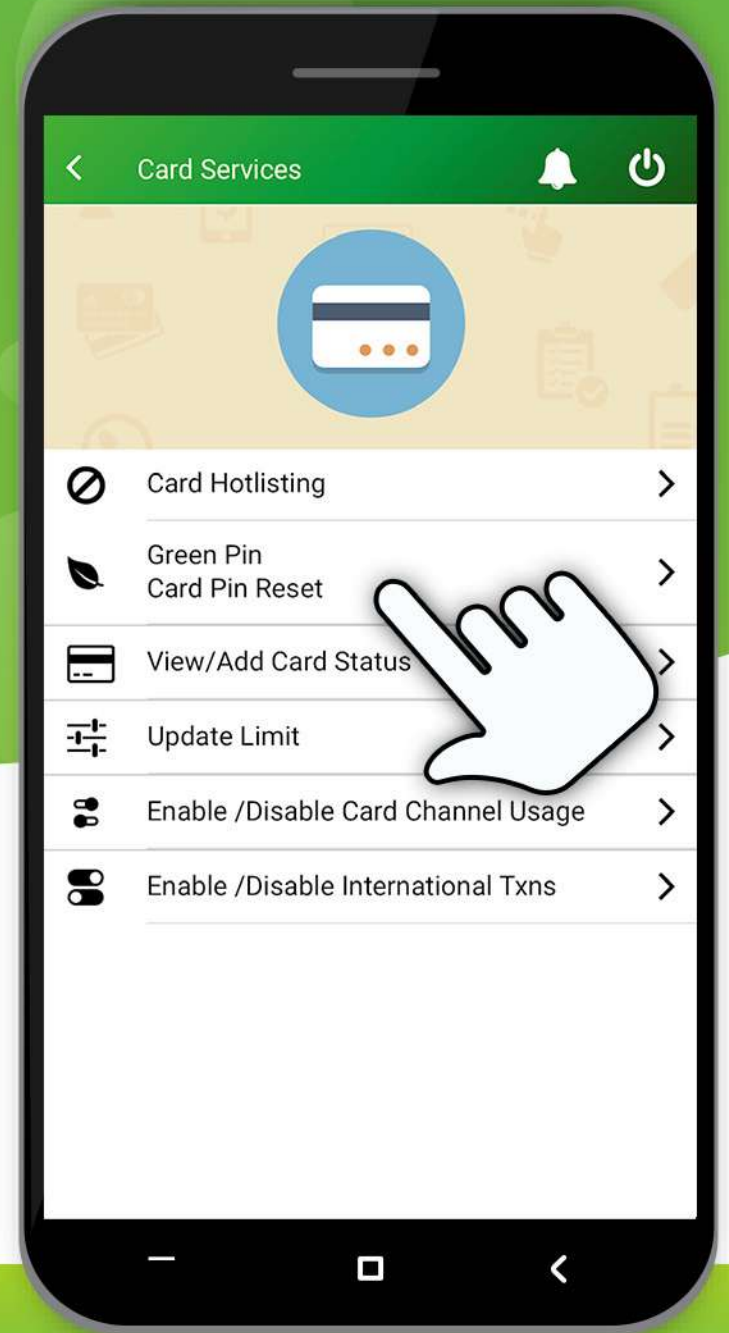 Card Services
Card Hotlisting
Green Pin
Card Pin Reset
View/Add Card Status
Update Limit
Enable /Disable Card Channel Usage
Enable /Disable International Txns